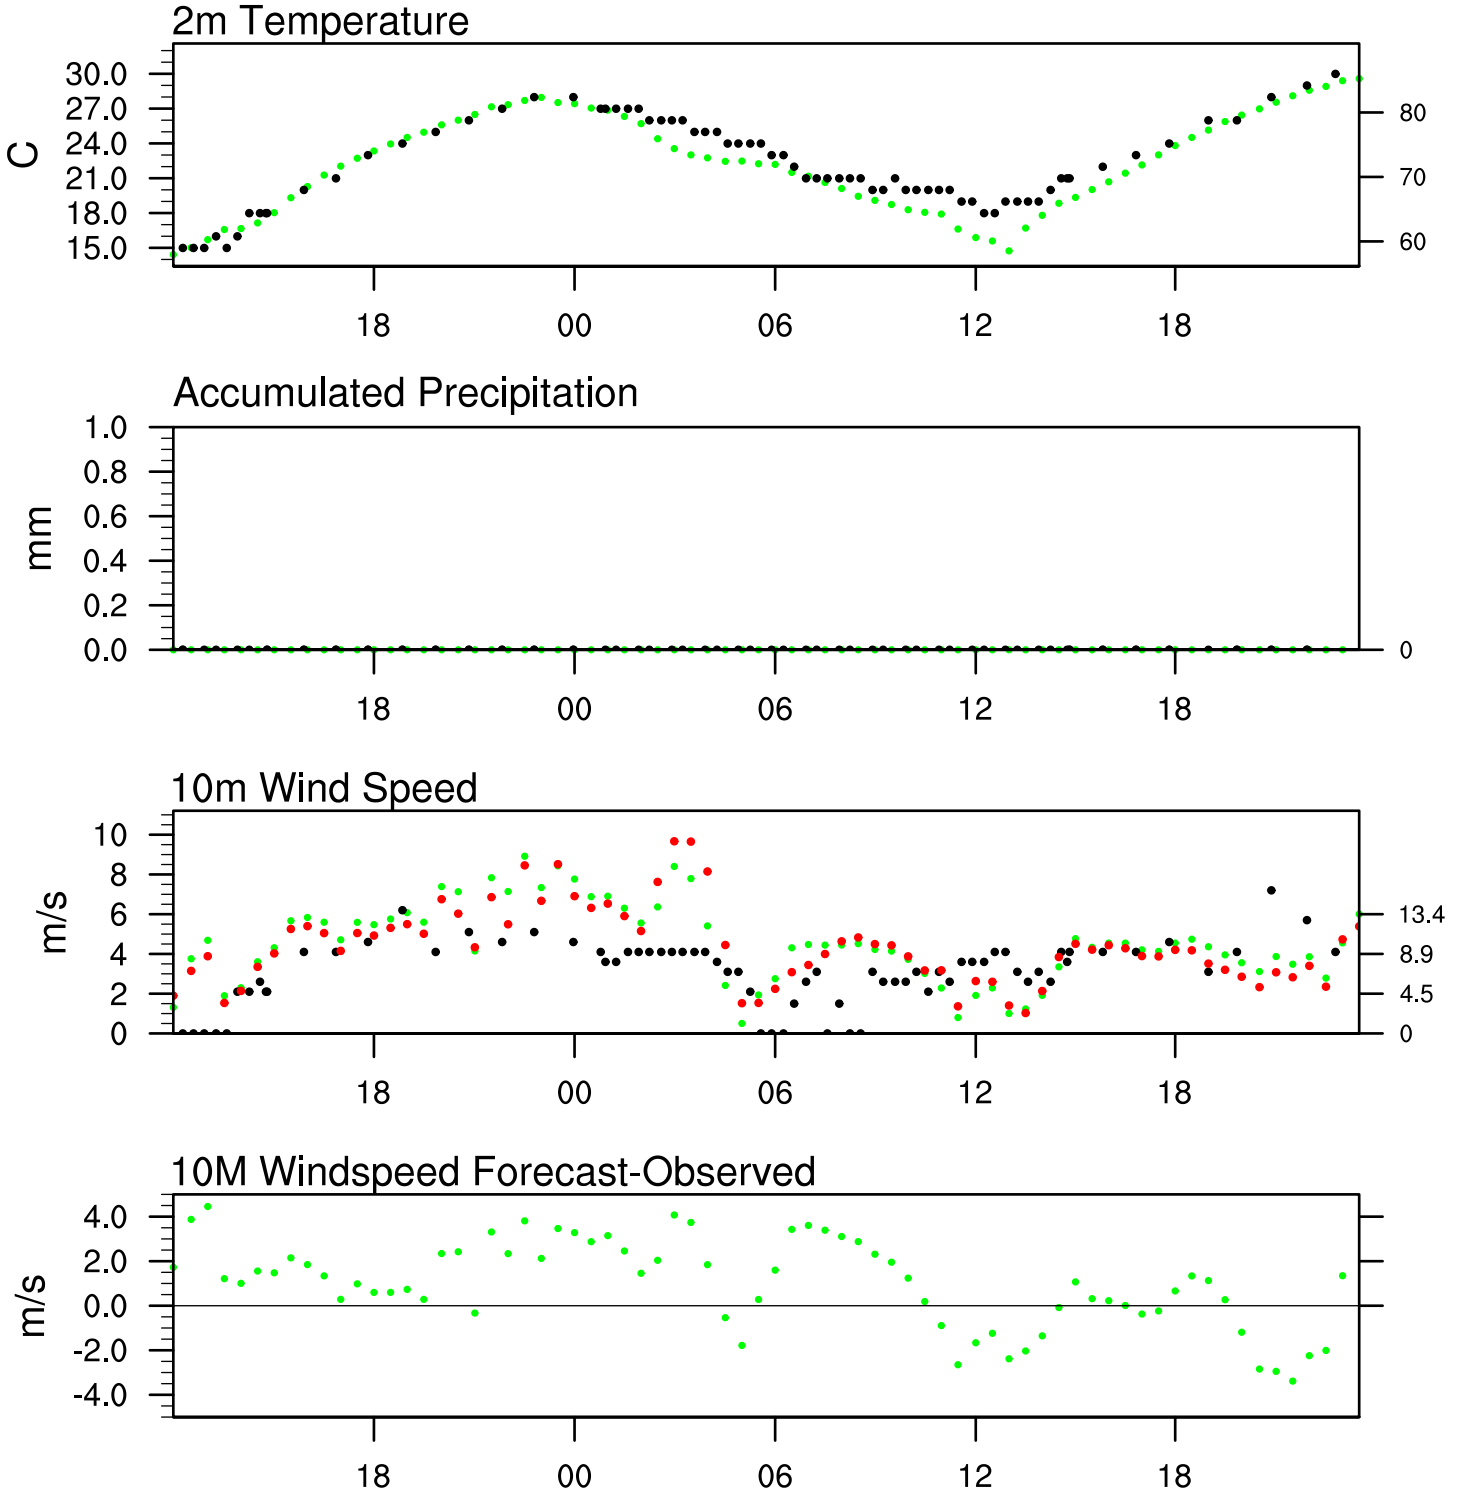 2m Temperature
C
30.0
27.0
24.0
21.0
18.0
15.0
80
70
60
18 00 06 12 18
Accumulated Precipitation
mm
1.0
0.8
0.6
0.4
0.2
0.0
0
18 00 06 12 18
10m Wind Speed
m/s
10
8
6
4
2
0
13.4
8.9
4.5
0
18 00 06 12 18
10M Windspeed Forecast-Observed
m/s
4.0
2.0
0.0
-2.0
-4.0
18 00 06 12 18